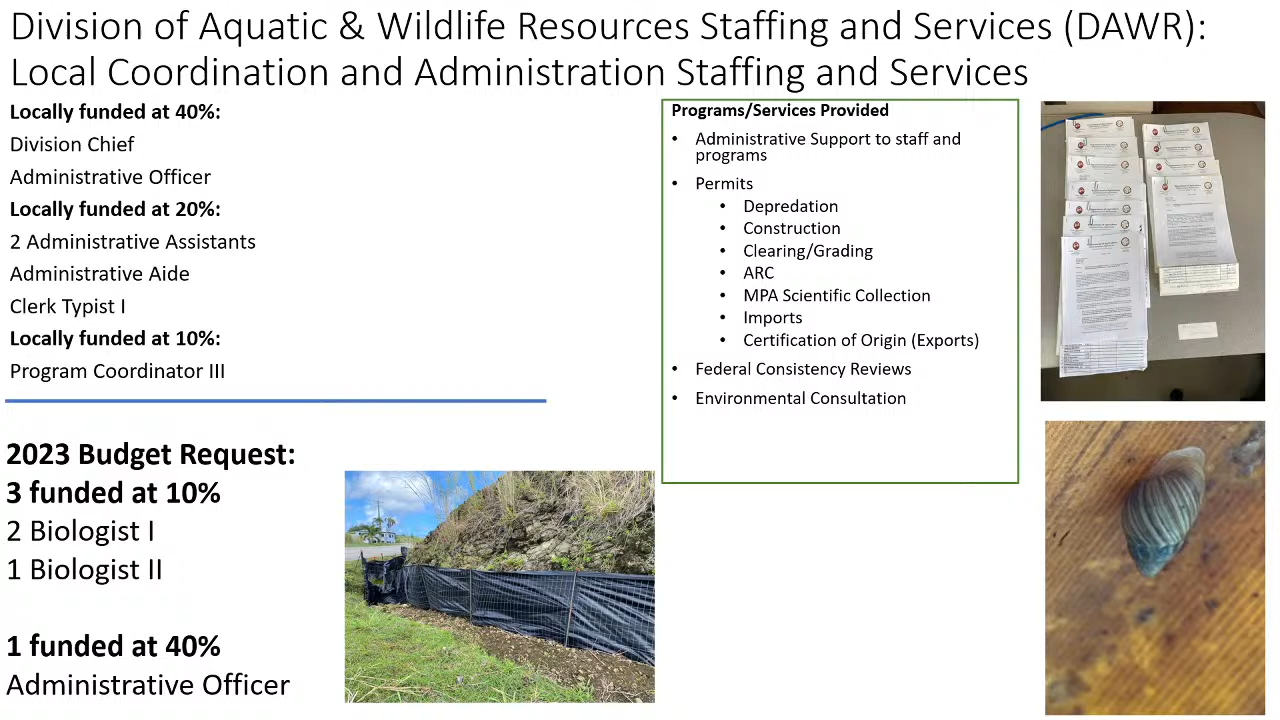 Division of Aquatic & Wildlife Resources Staffing and Services (DAWR):
Local Coordination and Administration Staffing and Services
Locally funded at 40%:
Division Chief
Administrative Officer
Locally funded at 20%:
2 Administrative Assistants
Administrative Aide
Clerk Typist I
Locally funded at 10%:
Program Coordinator III
2023 Budget Request:
3 funded at 10%
2 Biologist I
1 Biologist II
1 funded at 40%
Administrative Officer
Programs/Services Provided
• Administrative Support to staff and
programs
• Permits
• Depredation
• Construction
• Clearing/Grading
• ARC
• MPA Scientific Collection
• Imports
• Certification of Origin (Exports)
• Federal Consistency Reviews
• Environmental Consultation